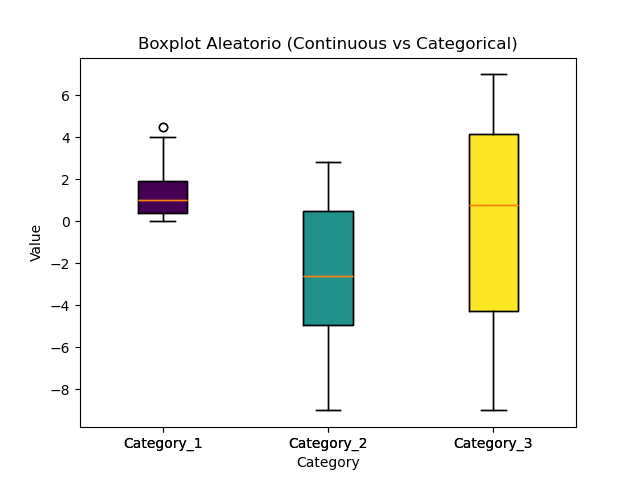 Boxplot Aleatorio (Continuous vs Categorical)
6
4
2
0
−2
−4
−6
−8
Value
Category_1 Category_2 Category_3
Category